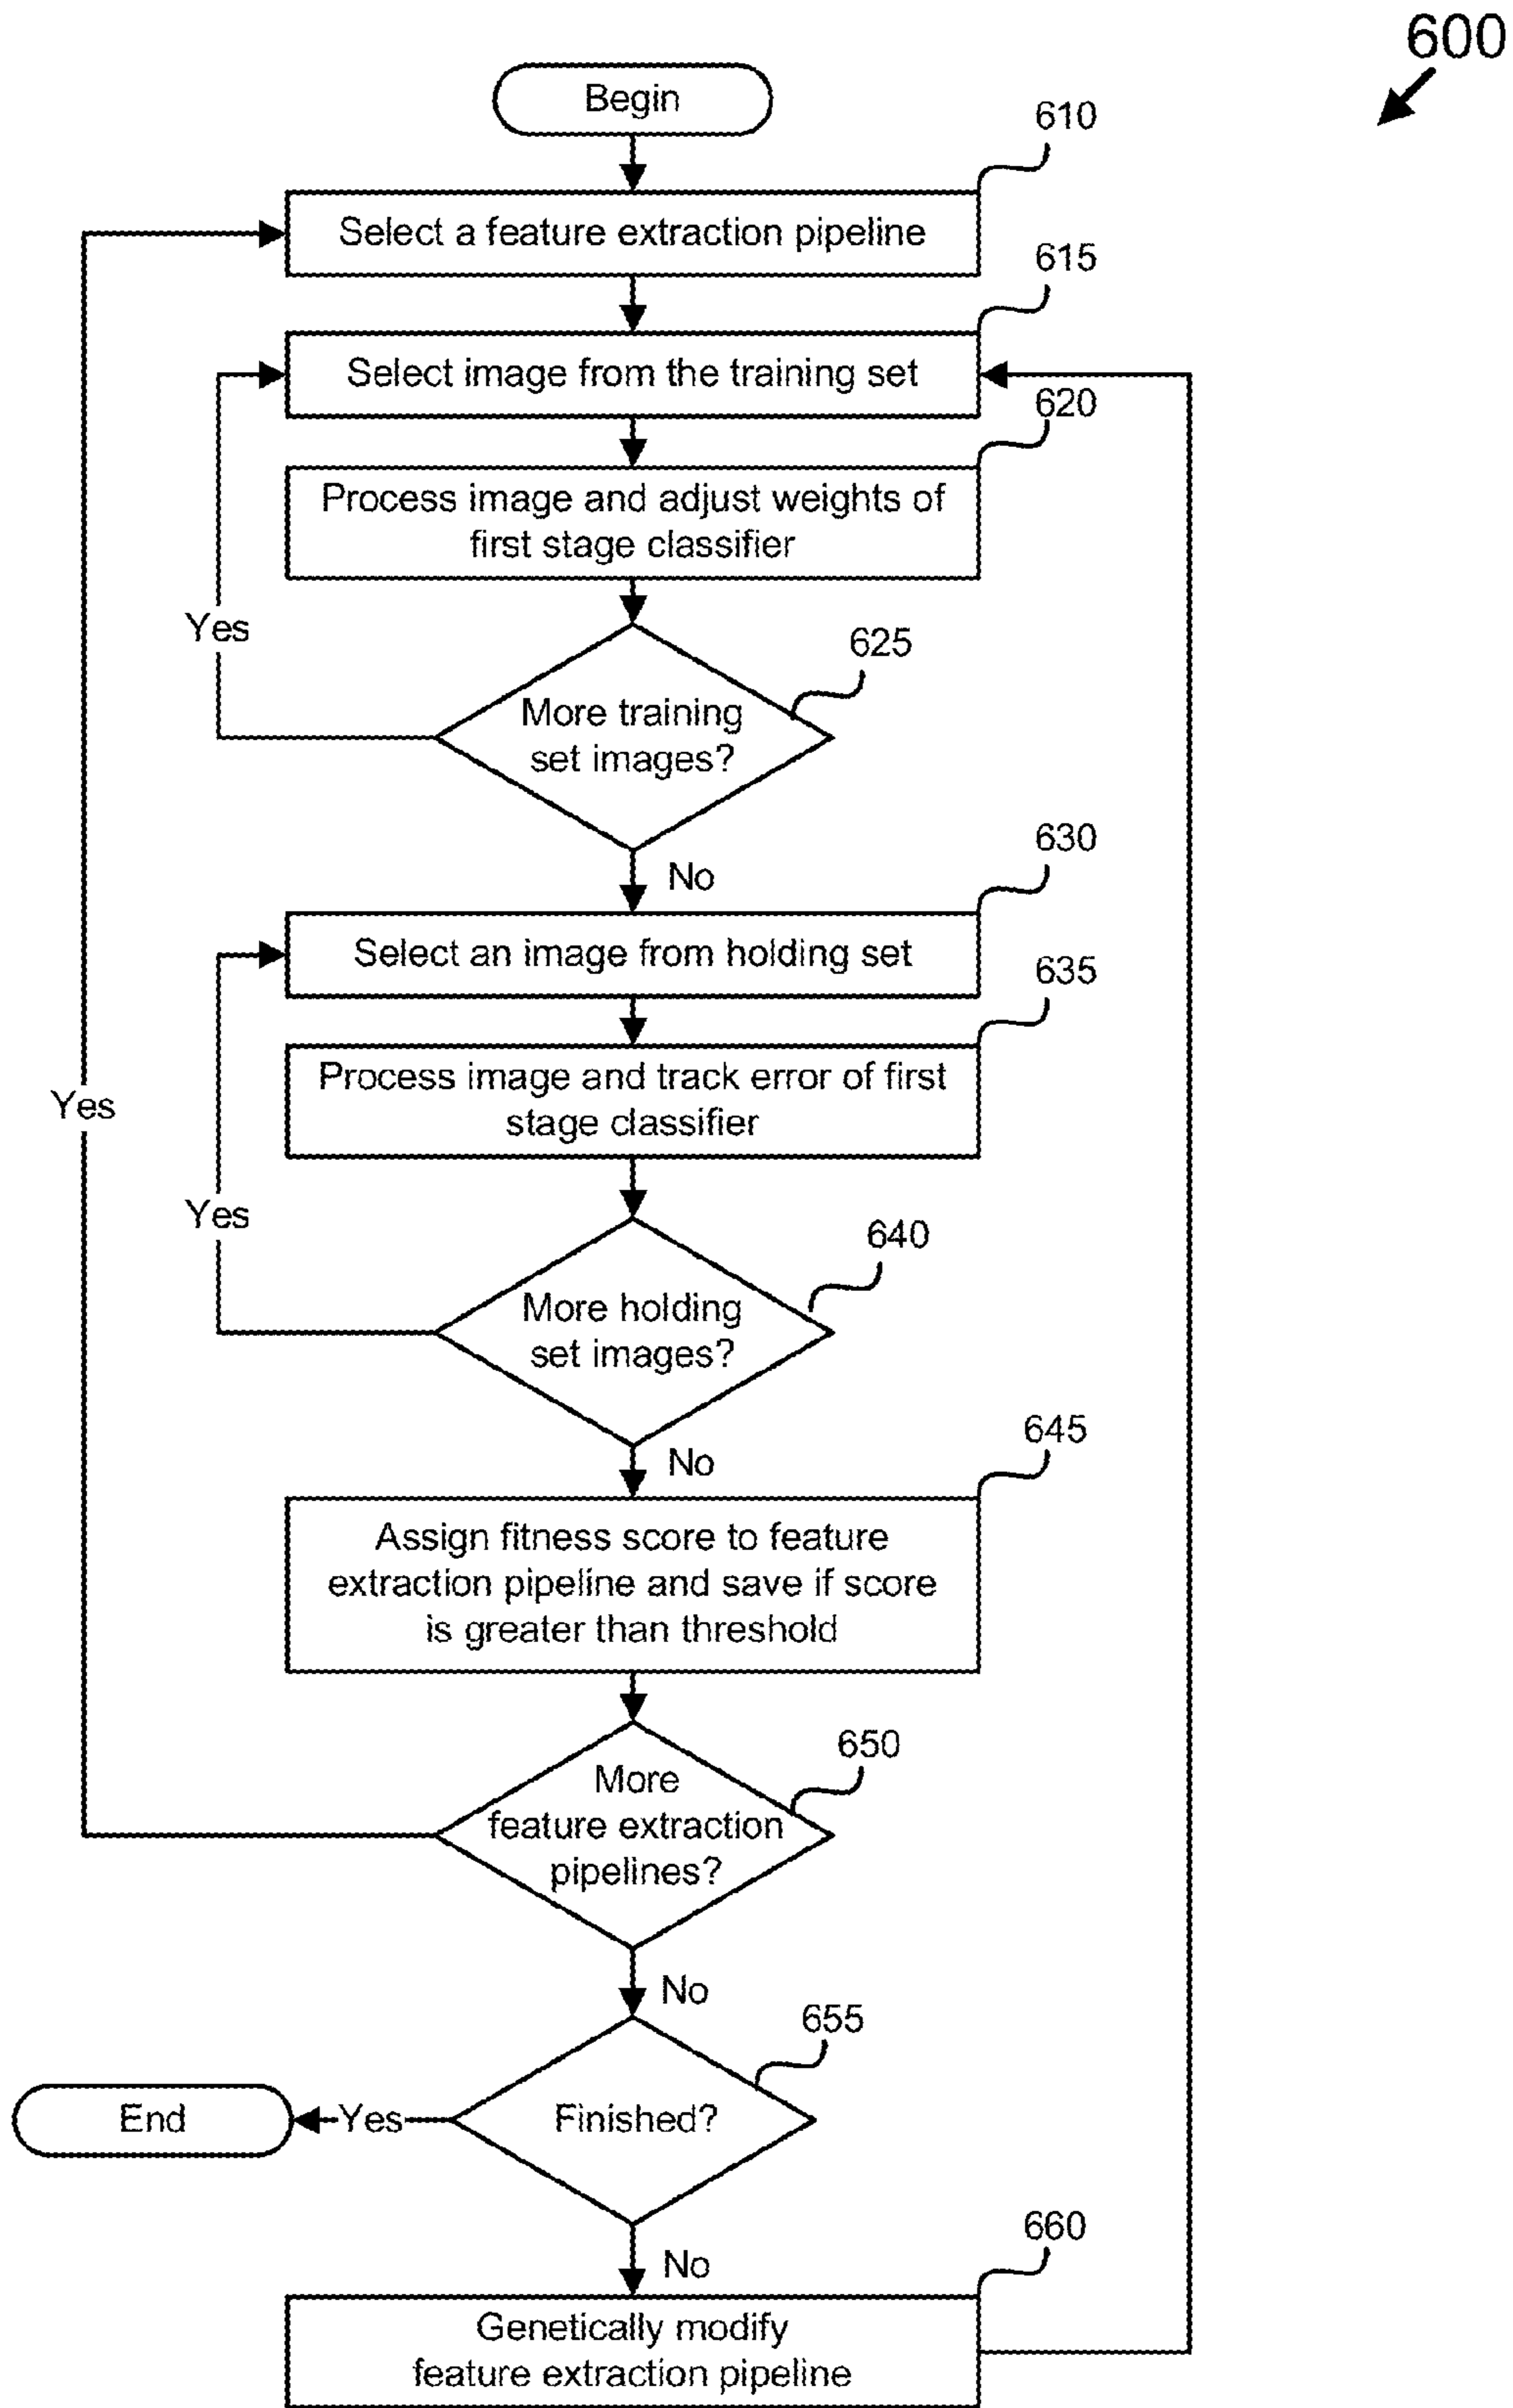 600
Begin
610
Select a feature extraction pipeline
615
Select image from the training set
620
Process image and adjust weights of
first stage classifier
Yes
625
More training
set images?
No
630
Select an image from holding set
635
Process image and track error of first
stage classifier
Yes
Yes
640
More holding
set images?
No
645
Assign fitness score to feature
extraction pipeline and save if score
is greater than threshold
650
More
feature extraction
pipelines?
No
655
Finished?
Yes
End
No
660
Genetically modify
feature extraction pipeline